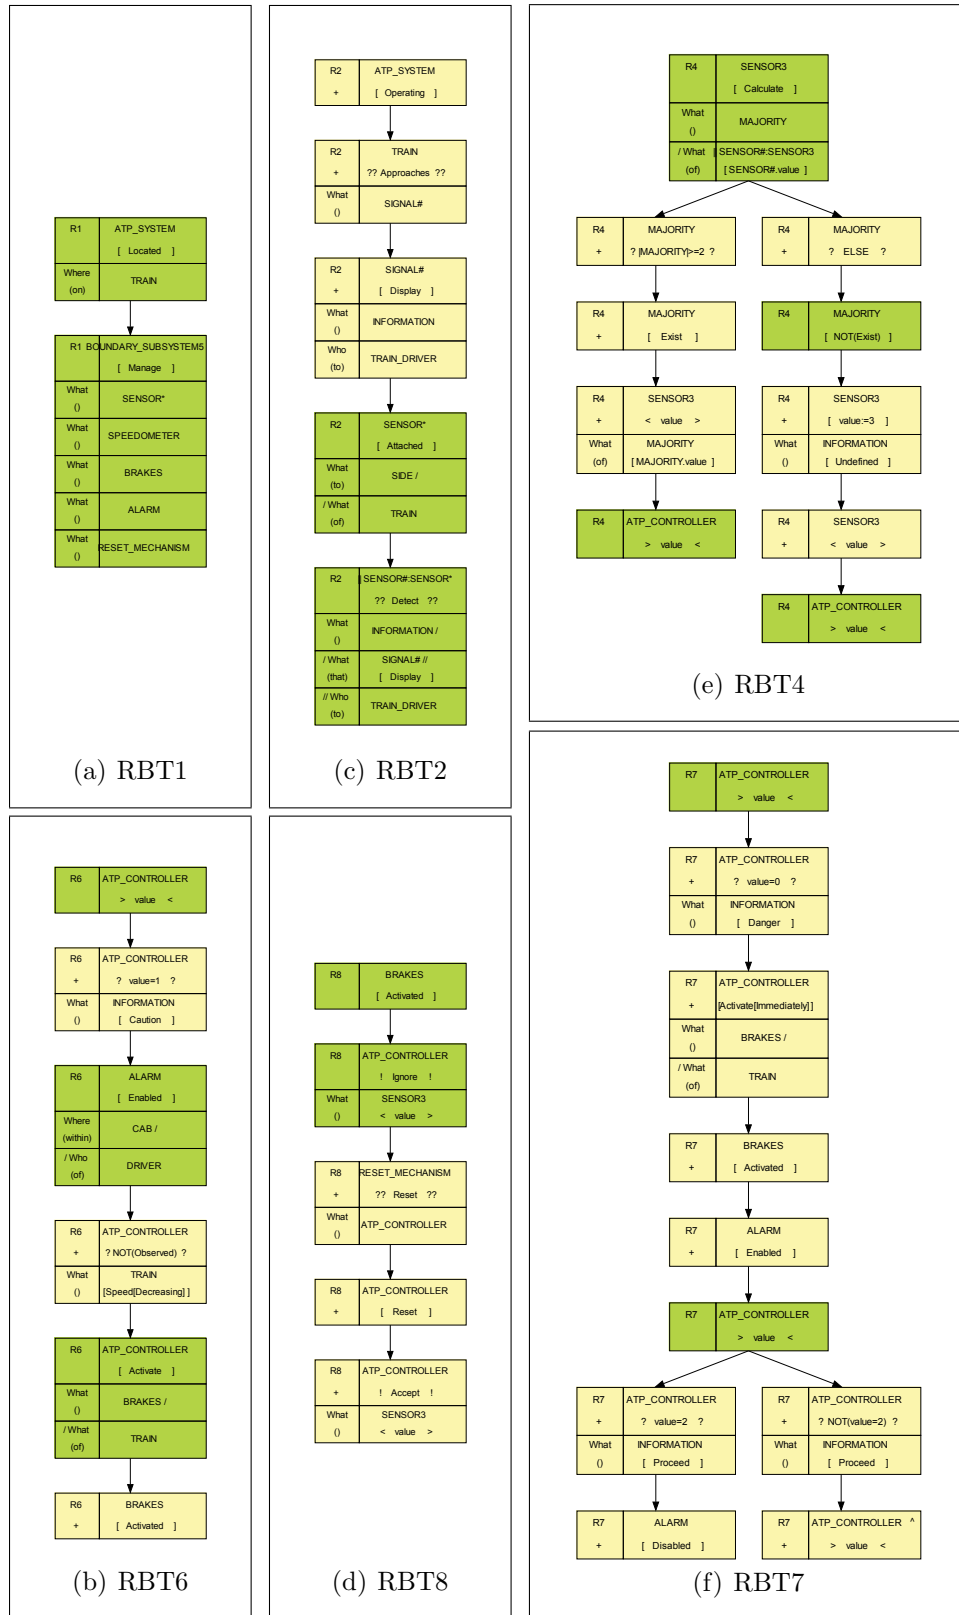 R1 ATP_SYSTEM
[ Located ]
Where
(on) TRAIN
R1 BOUNDARY_SUBSYSTEM5
[ Manage ]
What
() SENSOR*
What
() SPEEDOMETER
What
() BRAKES
What
() ALARM
What
() RESET_MECHANISM
(a) RBT1
R2 ATP_SYSTEM
+ [ Operating ]
R2 TRAIN
+ ?? Approaches ??
What
() SIGNAL#
R2 SIGNAL#
+ [ Display ]
What
() INFORMATION
Who
(to) TRAIN_DRIVER
R2 SENSOR*
[ Attached ]
What
(to) SIDE /
/ What
(of) TRAIN
R2 | SENSOR#:SENSOR*
?? Detect ??
What
() INFORMATION /
/ What SIGNAL# //
(that) [ Display ]
// Who
(to) TRAIN_DRIVER
(c) RBT2
R4 SENSOR3
[ Calculate ]
What
() MAJORITY
/ What | SENSOR#:SENSOR3
(of) [ SENSOR#.value ]
R4 MAJORITY
+ ? |MAJORITY|>=2 ?
R4 MAJORITY
+ [ Exist ]
R4 SENSOR3
+ < value >
What MAJORITY
(of) [ MAJORITY.value ]
R4 ATP_CONTROLLER
> value <
R4 MAJORITY
+ ? ELSE ?
R4 MAJORITY
[ NOT(Exist) ]
R4 SENSOR3
+ [ value:=3 ]
What INFORMATION
() [ Undefined ]
R4 SENSOR3
+ < value >
R4 ATP_CONTROLLER
> value <
(e) RBT4
R6 ATP_CONTROLLER
> value <
R6 ATP_CONTROLLER
+ ? value=1 ?
What INFORMATION
() [ Caution ]
R6 ALARM
[ Enabled ]
Where
(within) CAB /
/ Who
(of) DRIVER
R6 ATP_CONTROLLER
+ ? NOT(Observed) ?
What TRAIN
() [Speed[Decreasing] ]
R6 ATP_CONTROLLER
[ Activate ]
What
() BRAKES /
/ What
(of) TRAIN
R6 BRAKES
+ [ Activated ]
(b) RBT6
R8 BRAKES
[ Activated ]
R8 ATP_CONTROLLER
! Ignore !
What SENSOR3
() < value >
R8 RESET_MECHANISM
+ ?? Reset ??
What
() ATP_CONTROLLER
R8 ATP_CONTROLLER
+ [ Reset ]
R8 ATP_CONTROLLER
+ ! Accept !
What SENSOR3
() < value >
(d) RBT8
R7 ATP_CONTROLLER
> value <
R7 ATP_CONTROLLER
+ ? value=0 ?
What INFORMATION
() [ Danger ]
R7 ATP_CONTROLLER
+ [Activate[Immediately] ]
What
() BRAKES /
/ What
(of) TRAIN
R7 BRAKES
+ [ Activated ]
R7 ALARM
+ [ Enabled ]
R7 ATP_CONTROLLER
> value <
R7 ATP_CONTROLLER
+ ? value=2 ?
What INFORMATION
() [ Proceed ]
R7 ALARM
+ [ Disabled ]
R7 ATP_CONTROLLER
+ ? NOT(value=2) ?
What INFORMATION
() [ Proceed ]
R7 ATP_CONTROLLER ^
+ > value <
(f) RBT7